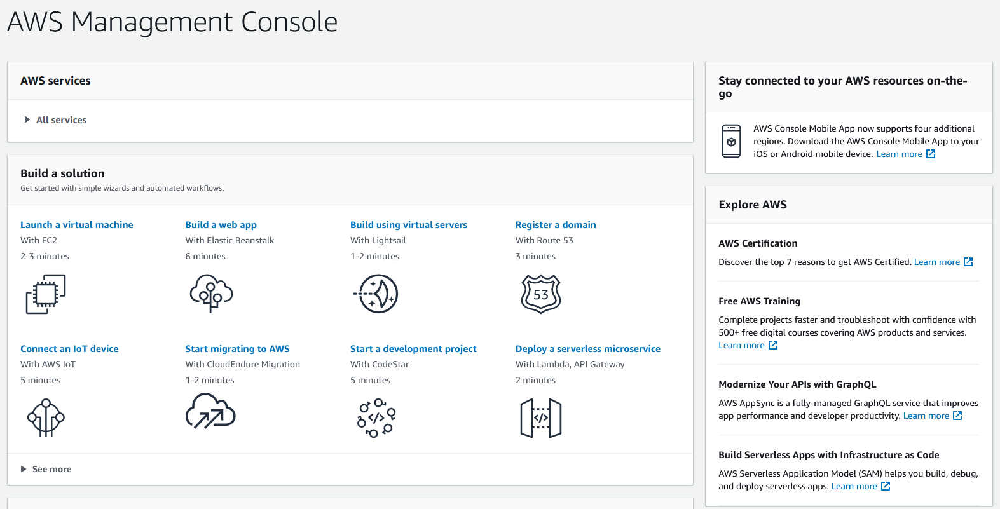 AWS Management Console
AWS services
All services
Build a solution
Get started with simple wizards and automated workflows.
Launch a virtual machine
With EC2
2-3 minutes
Build a web app
With Elastic Beanstalk
6 minutes
Build using virtual servers
With Lightsail
1-2 minutes
Register a domain
With Route 53
3 minutes
53
Connect an IoT device
With AWS IoT
5 minutes
Start migrating to AWS
With CloudEndure Migration
1-2 minutes
Start a development project
With CodeStar
5 minutes
</>
Deploy a serverless microservice
With Lambda, API Gateway
2 minutes
</>
See more
Stay connected to your AWS resources on-the-
go
AWS Console Mobile App now supports four additional
regions. Download the AWS Console Mobile App to your
iOS or Android mobile device. Learn more
Explore AWS
AWS Certification
Discover the top 7 reasons to get AWS Certified. Learn more
Free AWS Training
Complete projects faster and troubleshoot with confidence with
500+ free digital courses covering AWS products and services.
Learn more
Modernize Your APIs with GraphQL
AWS AppSync is a fully-managed GraphQL service that improves
app performance and developer productivity. Learn more
Build Serverless Apps with Infrastructure as Code
AWS Serverless Application Model (SAM) helps you build, debug,
and deploy serverless apps. Learn more